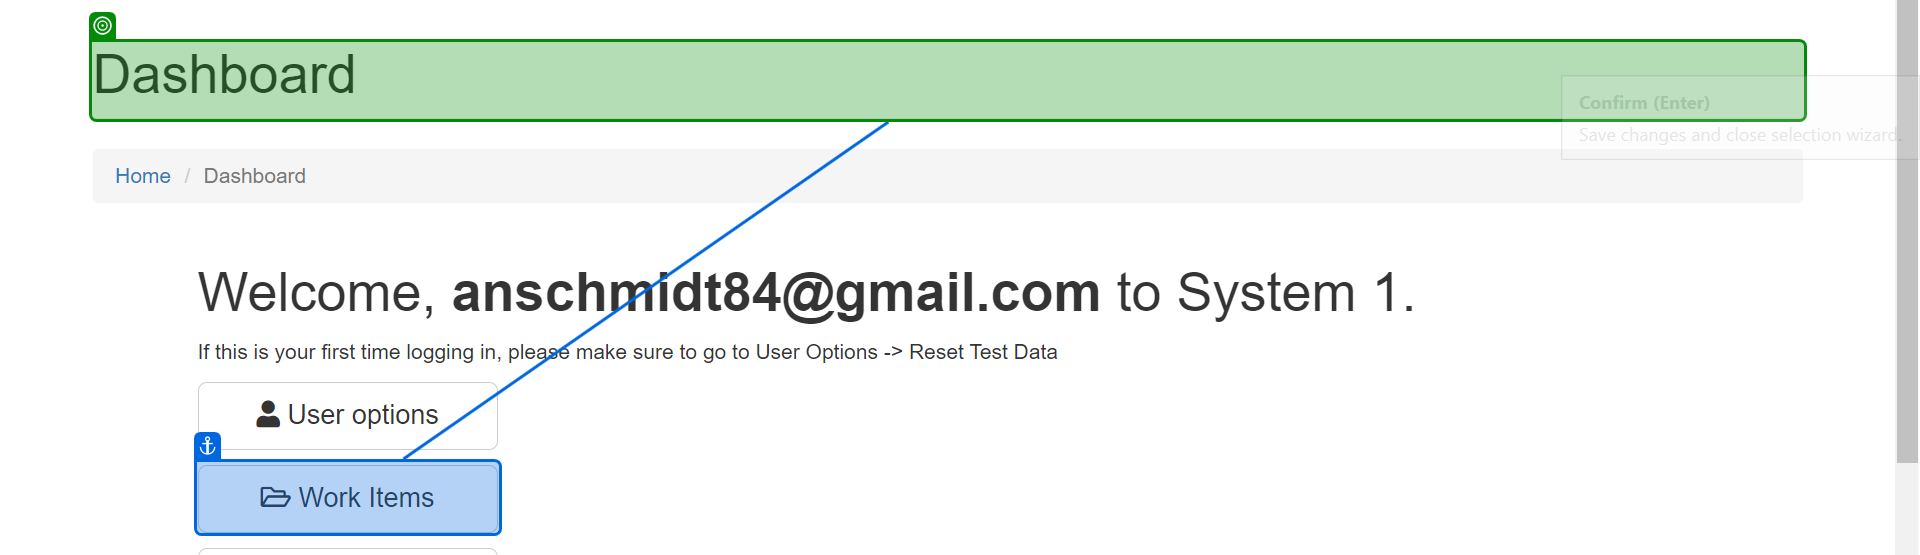 Dashboard
Confirm (Enter)
Save changes and close selection wizard.
Home / Dashboard
Welcome, anschmidt84@gmail.com to System 1.
If this is your first time logging in, please make sure to go to User Options -> Reset Test Data
User options
Work Items